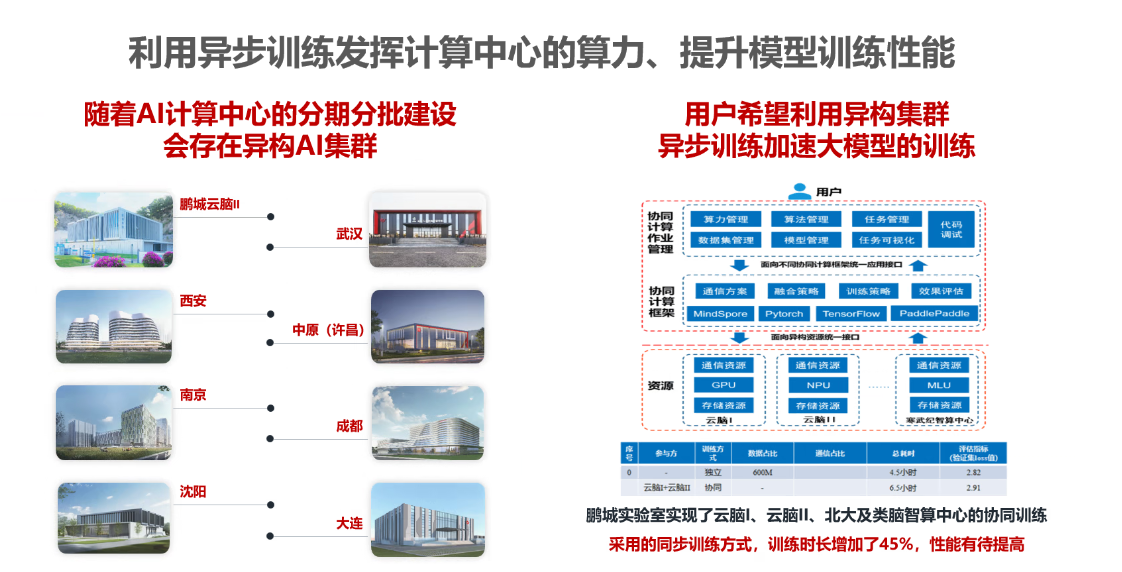 利用异步训练发挥计算中心的算力、提升模型训练性能
随着AI计算中心的分期分批建设
会存在异构AI集群
鹏城云脑II
武汉
西安
中原（许昌）
南京
成都
沈阳
大连
用户希望利用异构集群
异步训练加速大模型的训练
用户
协同计算作业管理
算力管理 算法管理 任务管理 代码调试
数据集管理 模型管理 任务可视化
面向不同协同计算框架统一应用接口
协同计算框架
通信方案 融合策略 训练策略 效果评估
MindSpore Pytorch TensorFlow PaddlePaddle
面向异构资源统一接口
资源
通信资源 通信资源 通信资源
GPU NPU ...... MLU
存储资源 存储资源 存储资源
云脑I 云脑II 寒武纪智算中心
序号 参与方 训练方式 数据占比 通信占比 总耗时 评估指标(验证集loss值)
0 - 独立 600M 4.5小时 2.82
云脑I+云脑II 协同 - 6.5小时 2.91
鹏城实验室实现了云脑I、云脑II、北大及类脑智算中心的协同训练
采用的同步训练方式，训练时长增加了45%，性能有待提高